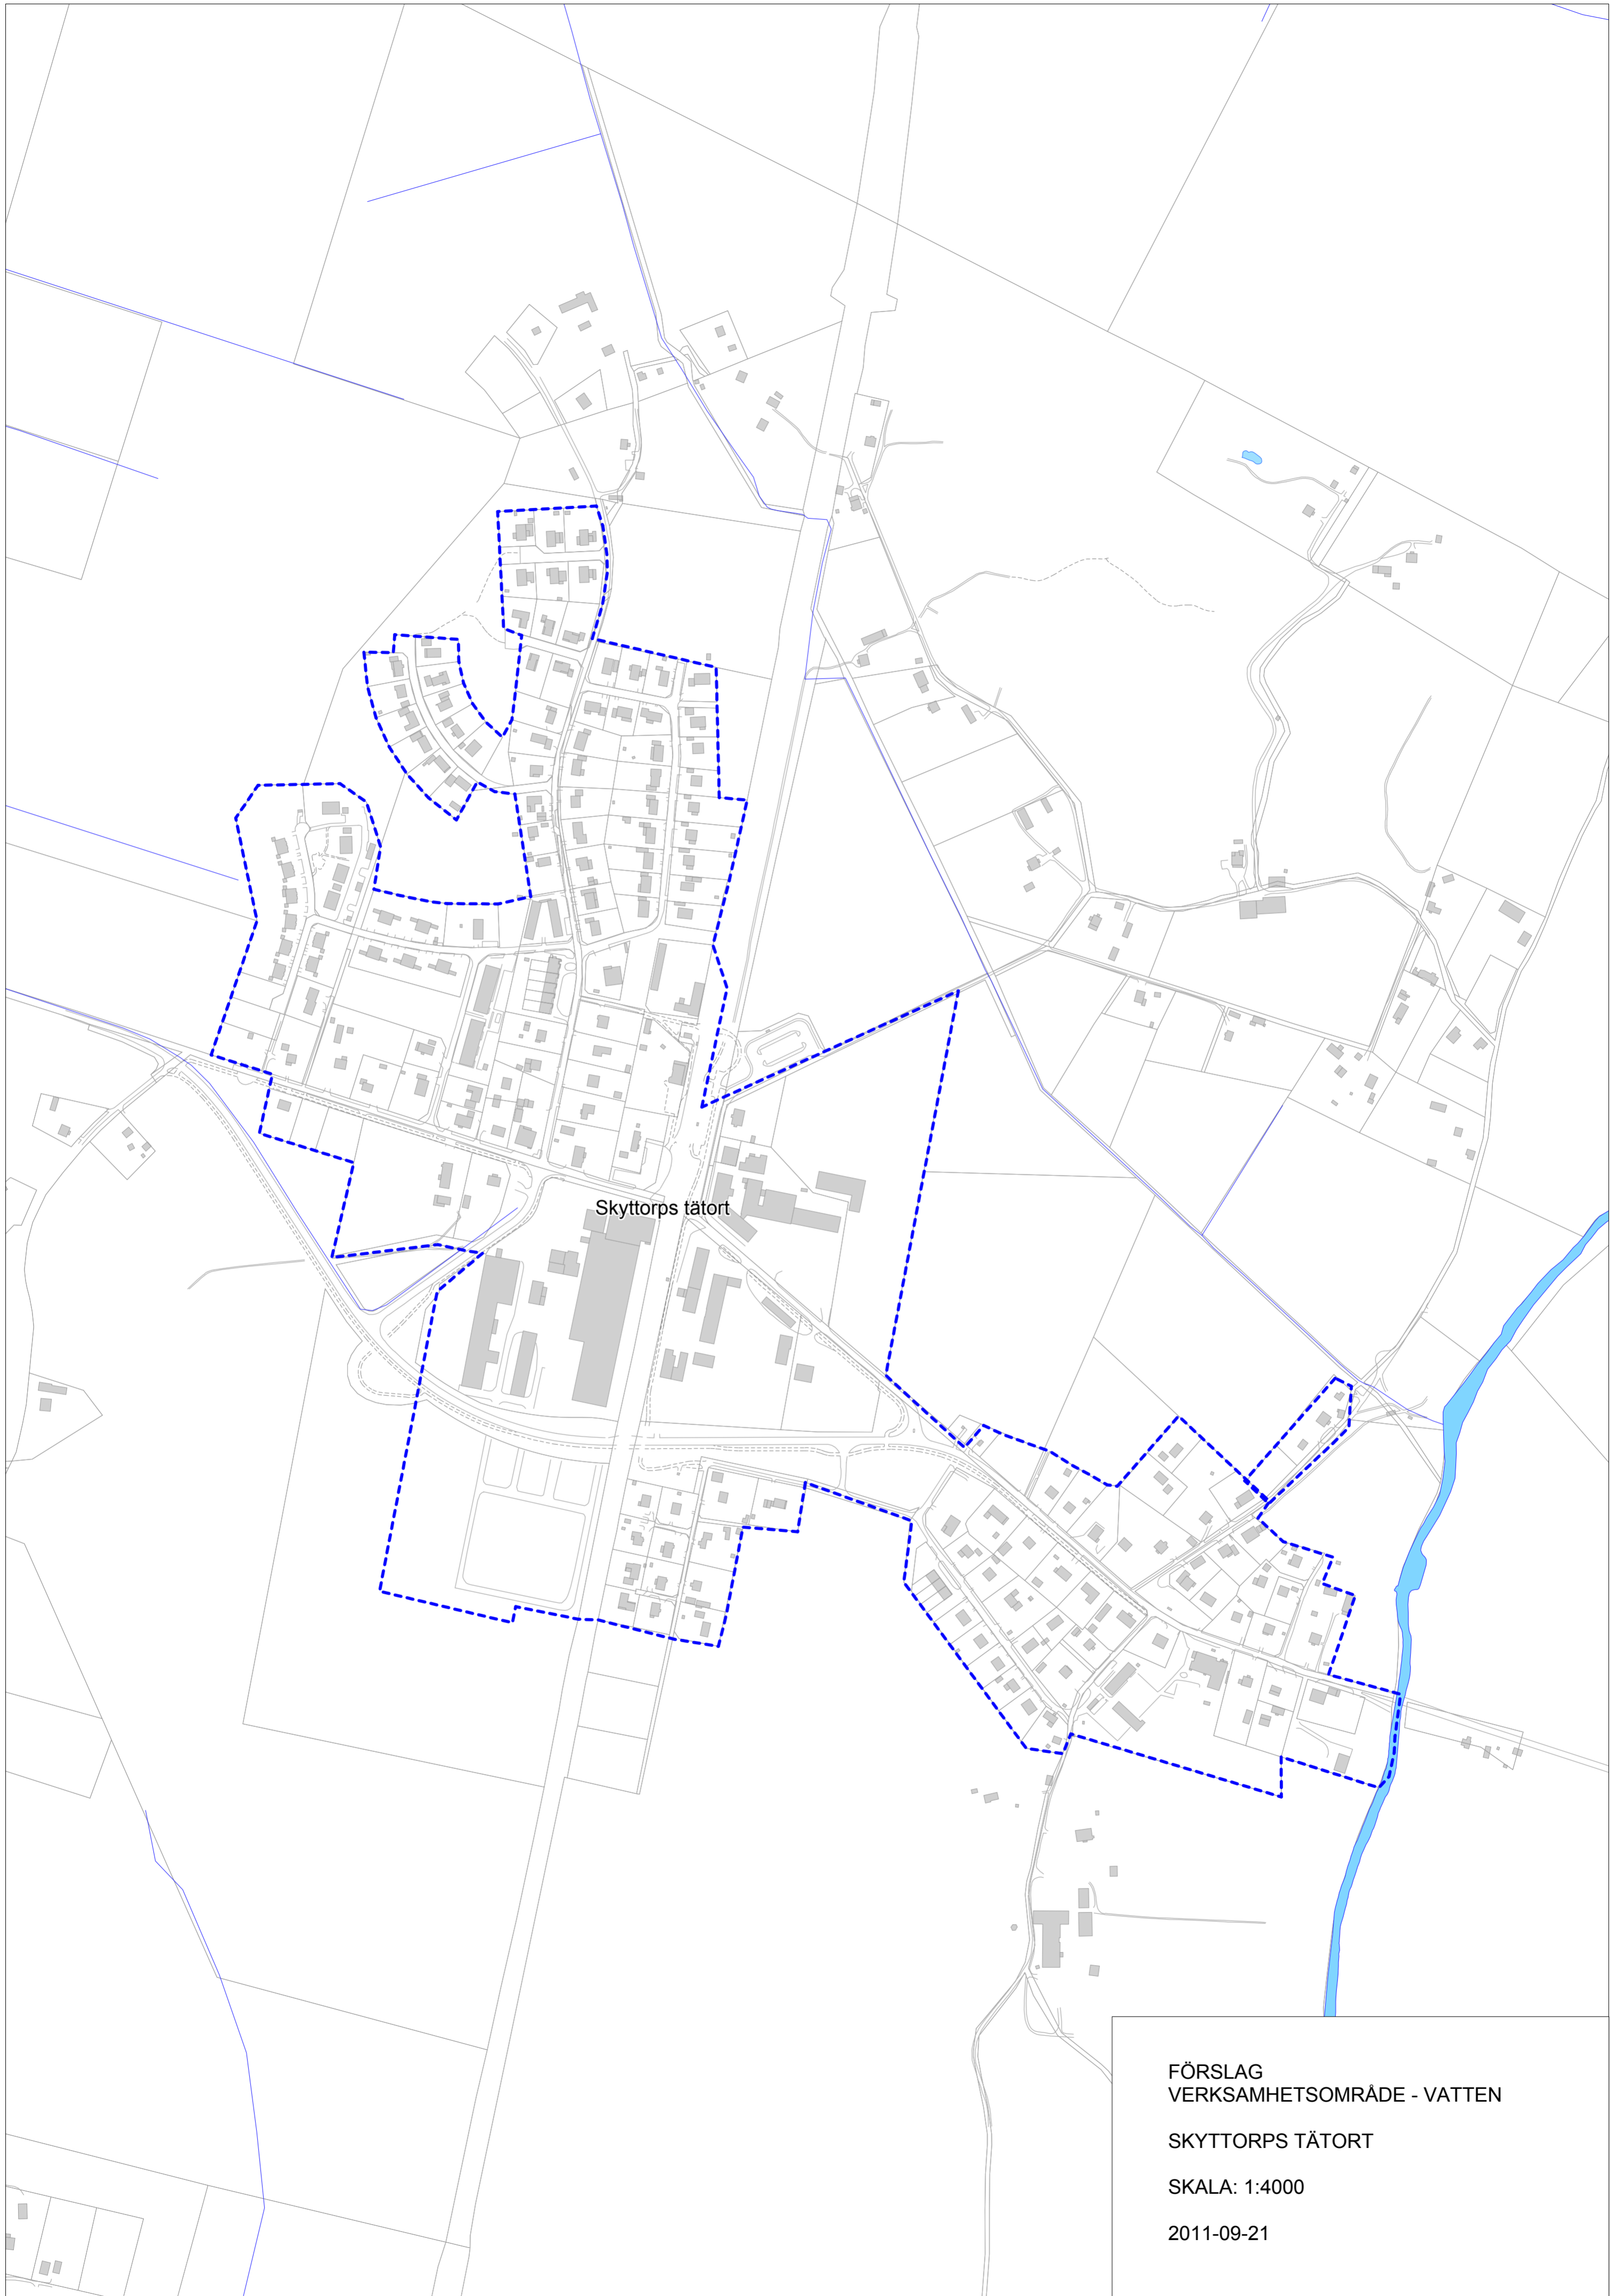 Skyttorps tätort
FÖRSLAG
VERKSAMHETSOMRÅDE - VATTEN
SKYTTORPS TÄTORT
SKALA: 1:4000
2011-09-21